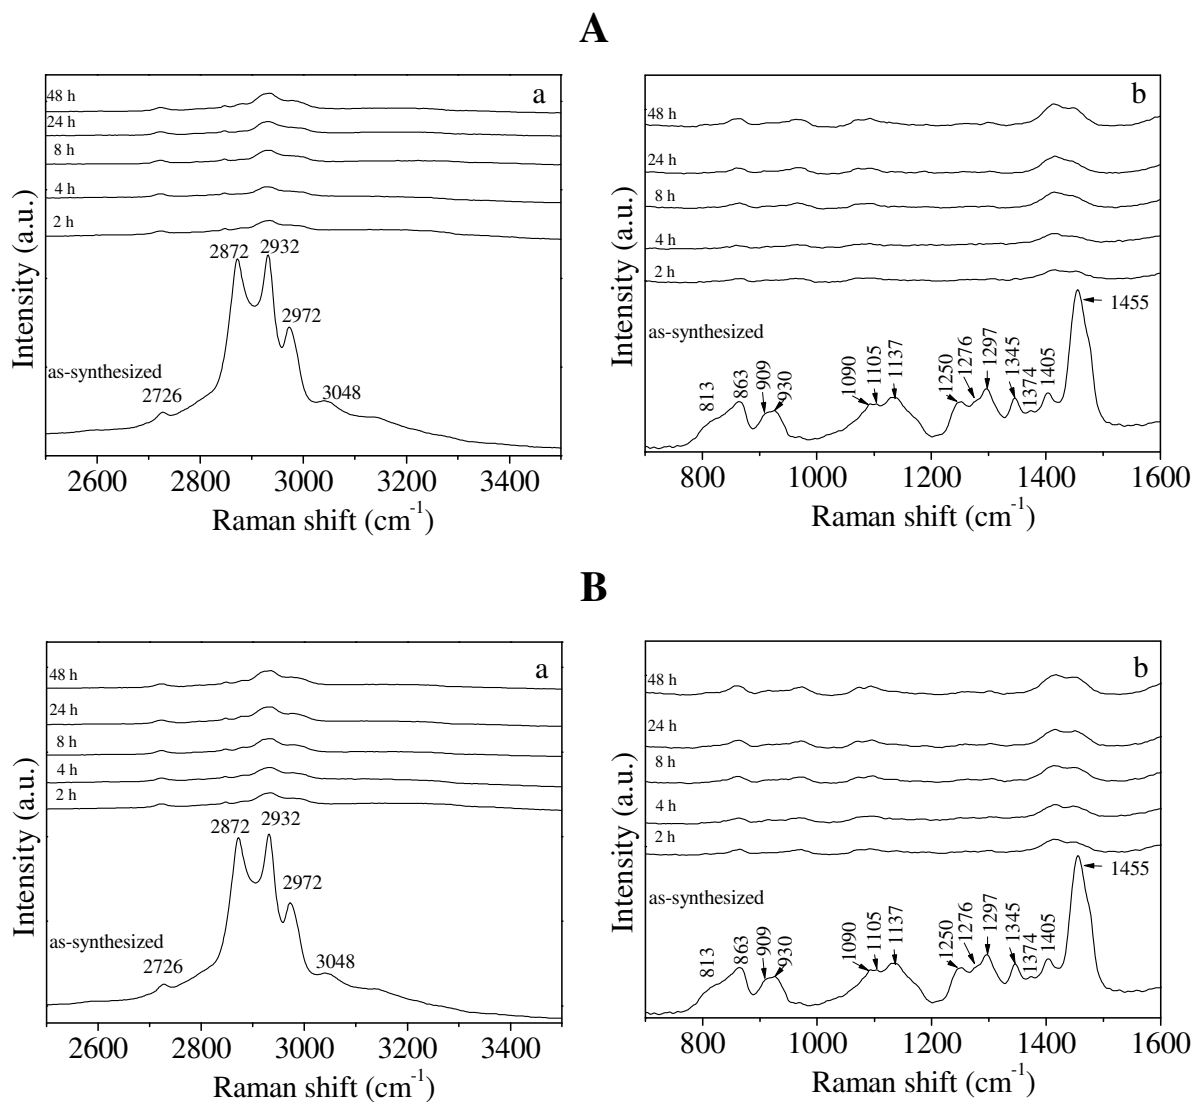 A
a
48 h
24 h
8 h
4 h
2 h
2872
2932
2972
as-synthesized
2726
3048
Intensity (a.u.)
2600 2800 3000 3200 3400
Raman shift (cm-1)
b
48 h
24 h
8 h
4 h
2 h
1455
as-synthesized
813
863
909
930
1090
1105
1137
1250
1276
1297
1345
1374
1405
Intensity (a.u.)
800 1000 1200 1400 1600
Raman shift (cm-1)
B
a
48 h
24 h
8 h
4 h
2 h
2872
2932
2972
as-synthesized
2726
3048
Intensity (a.u.)
2600 2800 3000 3200 3400
Raman shift (cm-1)
b
48 h
24 h
8 h
4 h
2 h
1455
as-synthesized
813
863
909
930
1090
1105
1137
1250
1276
1297
1345
1374
1405
Intensity (a.u.)
800 1000 1200 1400 1600
Raman shift (cm-1)